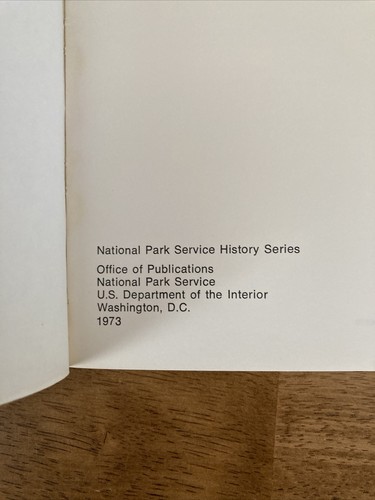 National Park Service History Series
Office of Publications
National Park Service
U.S. Department of the Interior
Washington, D.C.
1973